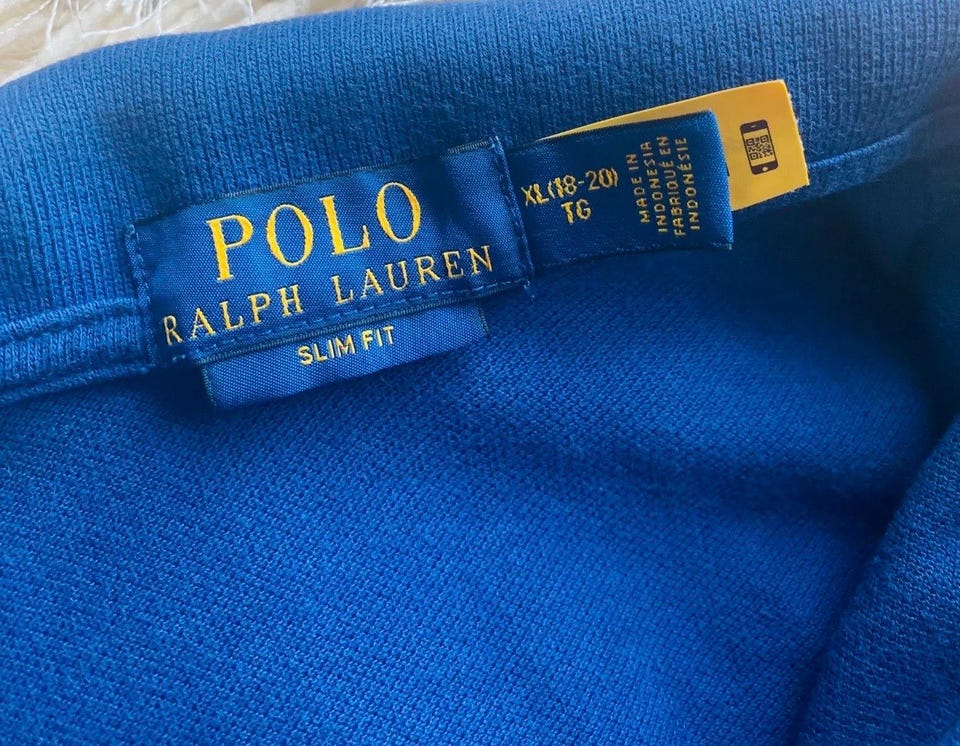 POLO
RALPH LAUREN
SLIM FIT
XL(18-20)
TG
MADE IN
INDONESIA
FABRIQUÉ EN
INDONÉSIE